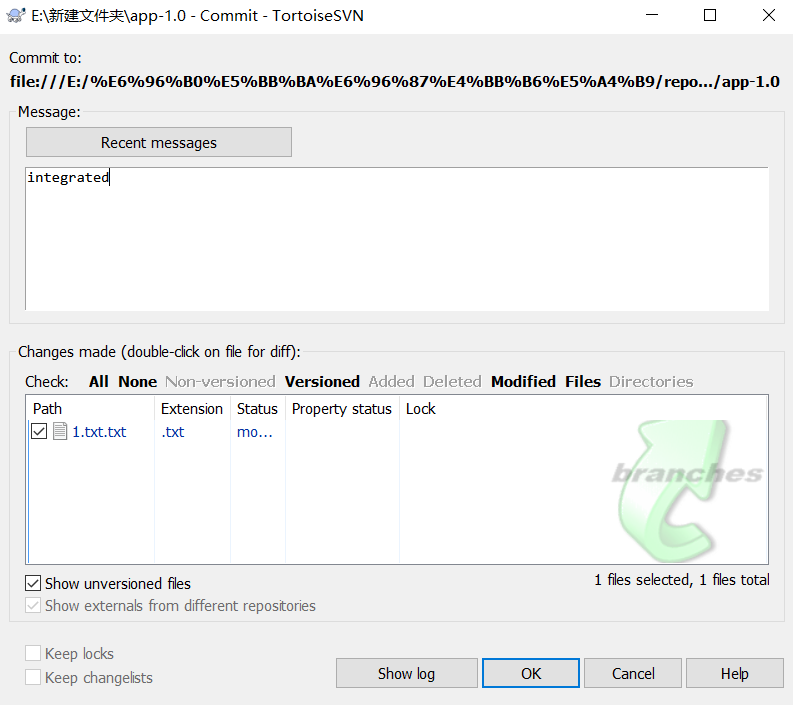 E:\新建文件夹\app-1.0 - Commit - TortoiseSVN
Commit to:
file:///E:/%E6%96%B0%E5%BB%BA%E6%96%87%E4%BB%B6%E5%A4%B9/repo.../app-1.0
Message:
Recent messages
integrated
Changes made (double-click on file for diff):
Check: All None Non-versioned Versioned Added Deleted Modified Files Directories
Path Extension Status Property status Lock
1.txt.txt .txt mo...
branches
Show unversioned files
1 files selected, 1 files total
Show externals from different repositories
Keep locks
Keep changelists
Show log OK Cancel Help